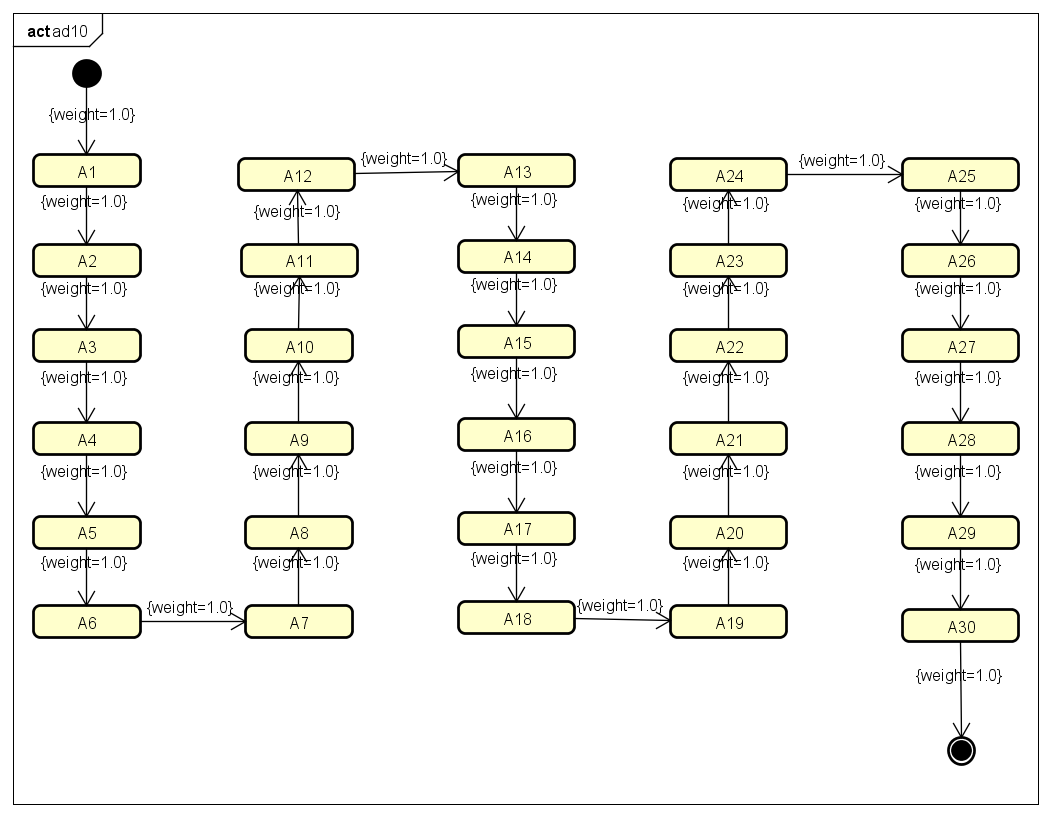 act ad10
{weight=1.0}
A1
{weight=1.0}
A2
{weight=1.0}
A3
{weight=1.0}
A4
{weight=1.0}
A5
{weight=1.0}
A6
{weight=1.0}
A7
{weight=1.0}
A8
{weight=1.0}
A9
{weight=1.0}
A10
{weight=1.0}
A11
{weight=1.0}
A12
{weight=1.0}
A13
{weight=1.0}
A14
{weight=1.0}
A15
{weight=1.0}
A16
{weight=1.0}
A17
{weight=1.0}
A18
{weight=1.0}
A19
{weight=1.0}
A20
{weight=1.0}
A21
{weight=1.0}
A22
{weight=1.0}
A23
{weight=1.0}
A24
{weight=1.0}
A25
{weight=1.0}
A26
{weight=1.0}
A27
{weight=1.0}
A28
{weight=1.0}
A29
{weight=1.0}
A30
{weight=1.0}